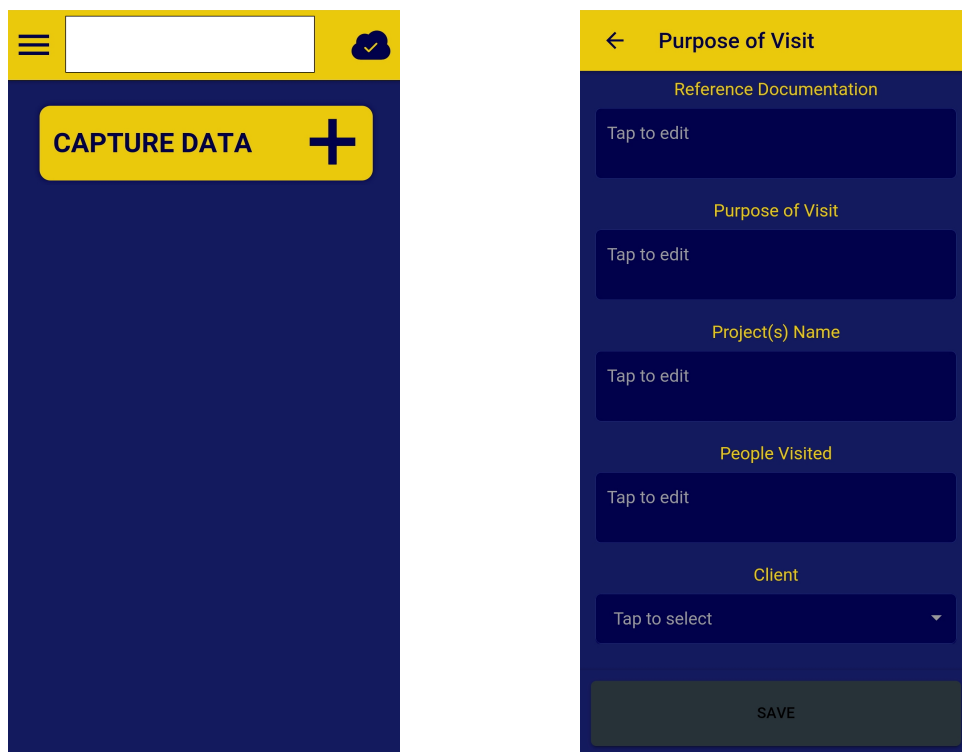 CAPTURE DATA
Purpose of Visit
Reference Documentation
Tap to edit
Purpose of Visit
Tap to edit
Project(s) Name
Tap to edit
People Visited
Tap to edit
Client
Tap to select
SAVE